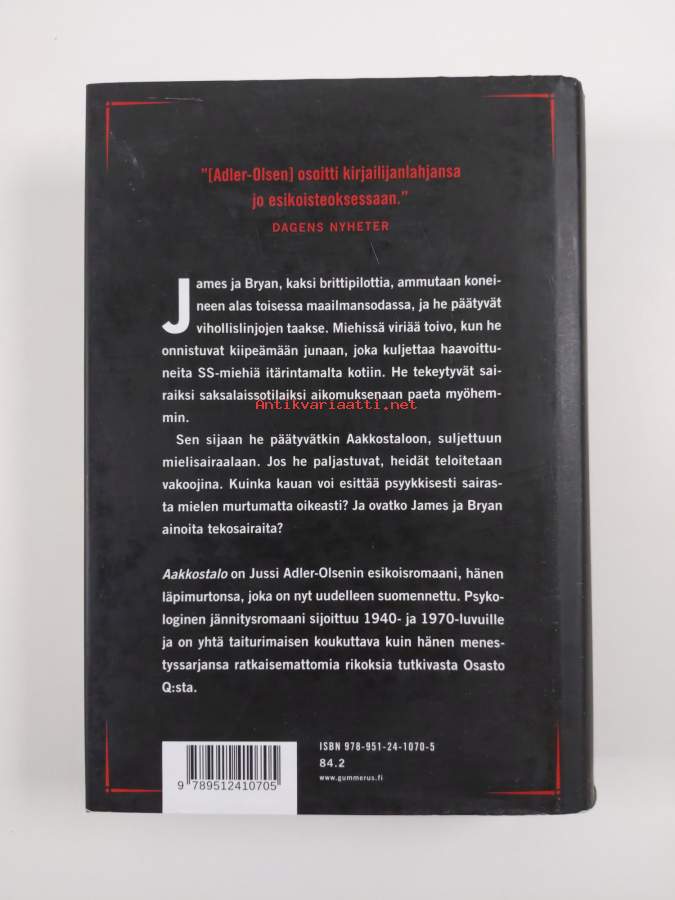 "[Adler-Olsen] osoitti kirjailijanlahjansa
jo esikoisteoksessaan."
DAGENS NYHETER
James ja Bryan, kaksi brittipilottia, ammutaan konei-
neen alas toisessa maailmansodassa, ja he päätyvät
vihollislinjojen taakse. Miehissä viriää toivo, kun he
onnistuvat kiipeämään junaan, joka kuljettaa haavoittu-
neita SS-miehiä itärintamalta kotiin. He tekeytyvät sai-
raiksi saksalaissotilaiksi aikomuksenaan paeta myöhem-
Antikvariaatti.net
min.
Sen sijaan he päätyvätkin Aakkostaloon, suljettuun
mielisairaalaan. Jos he paljastuvat, heidät teloitetaan
vakoojina. Kuinka kauan voi esittää psyykkisesti sairas-
ta mielen murtumatta oikeasti? Ja ovatko James ja Bryan
ainoita tekosairaita?
Aakkostalo on Jussi Adler-Olsenin esikoisromaani, hänen
läpimurtonsa, joka on nyt uudelleen suomennettu. Psyko-
loginen jännitysromaani sijoittuu 1940- ja 1970-luvuille
ja on yhtä taiturimaisen koukuttava kuin hänen menes-
tyssarjansa ratkaisemattomia rikoksia tutkivasta Osasto
Q:sta.
ISBN 978-951-24-1070-5
84.2
www.gummerus.fi
9 789512 410705